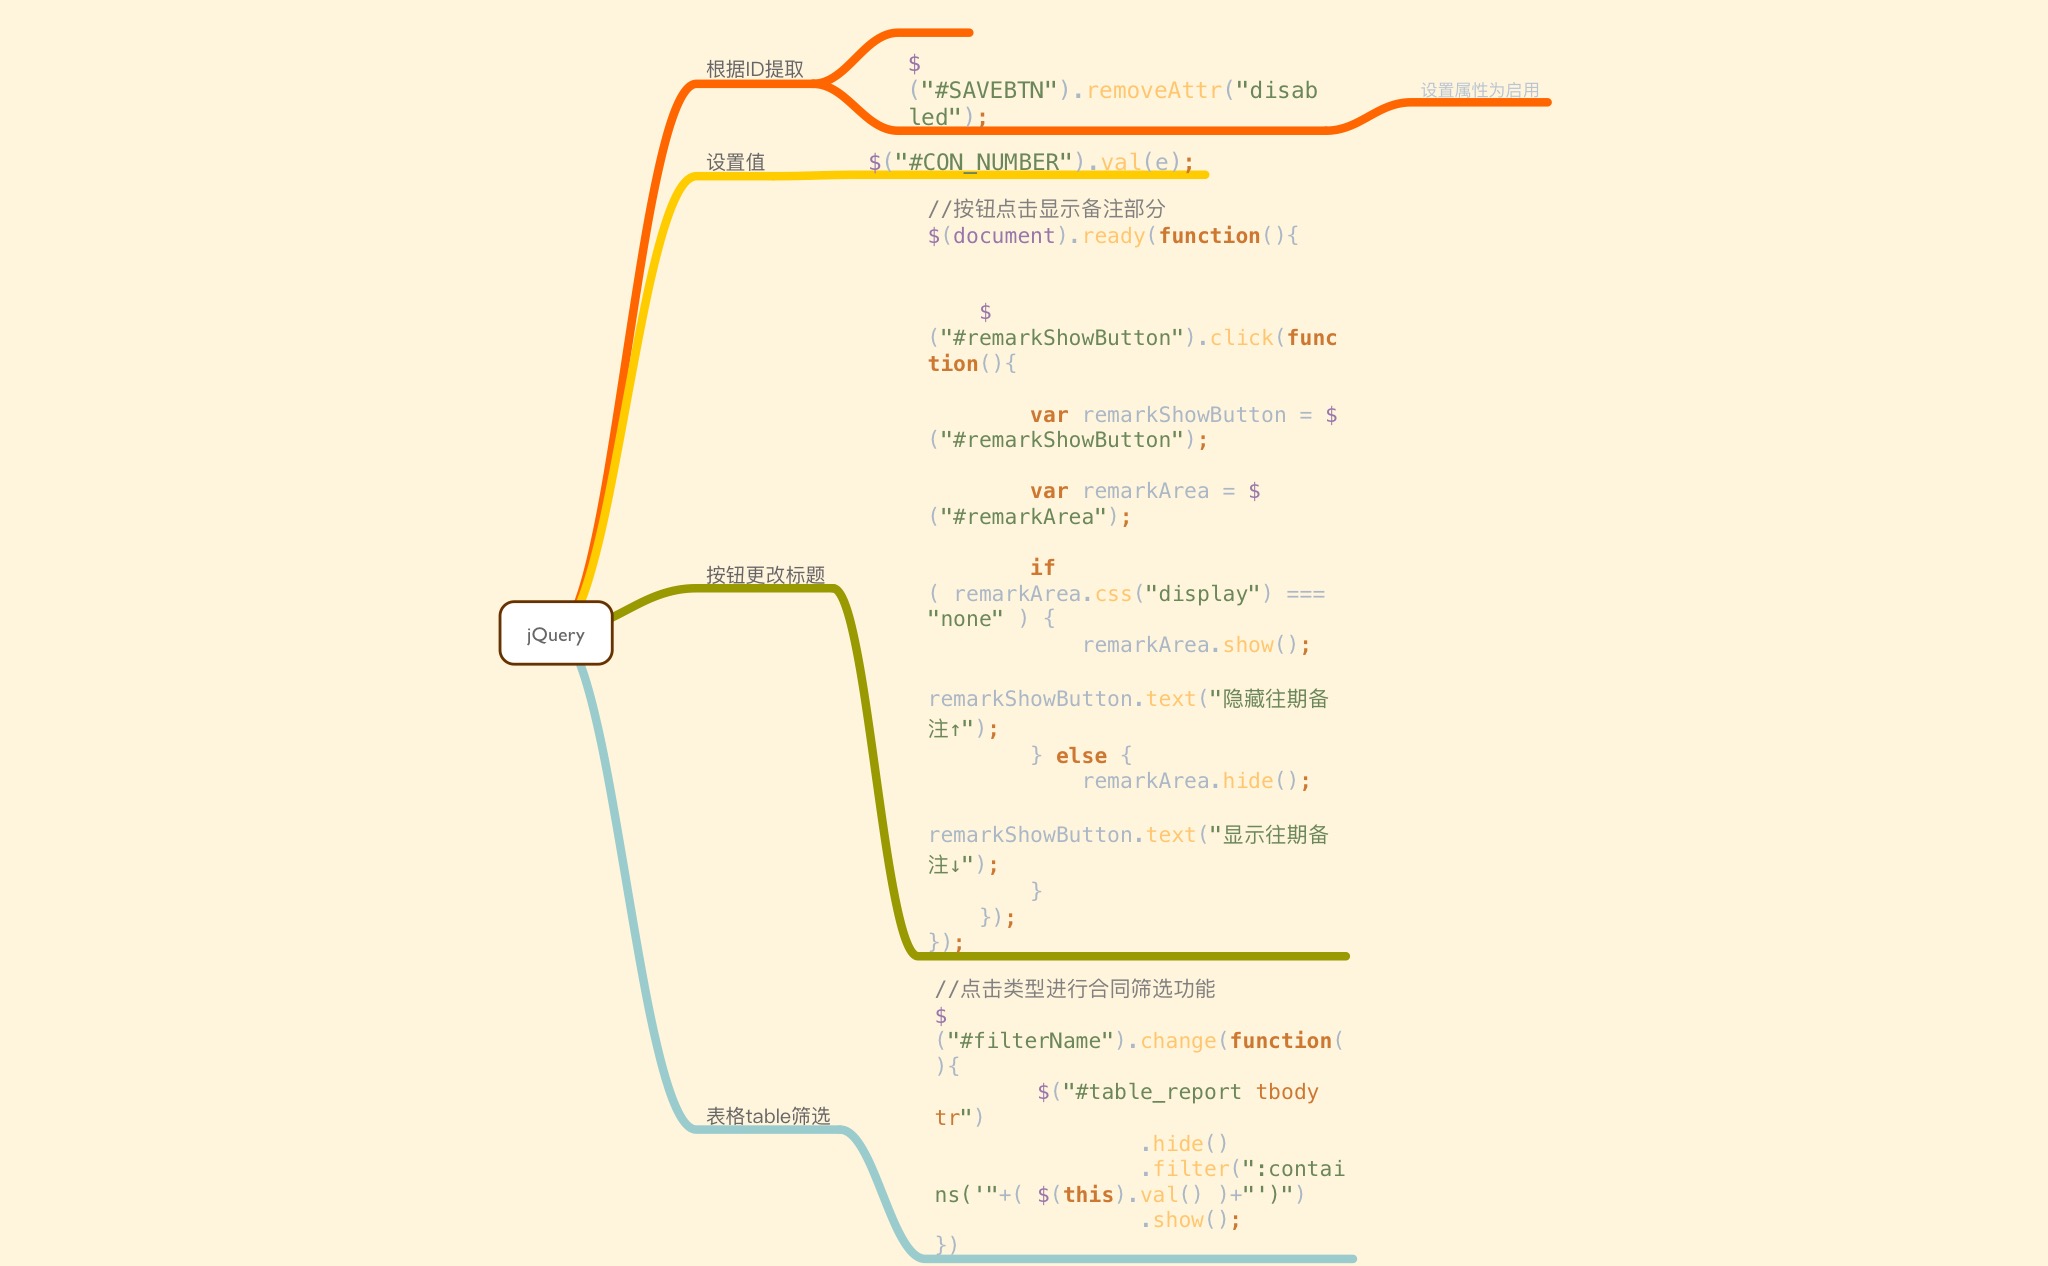 根据ID提取
$
("#SAVEBTN").removeAttr("disab
led");
设置属性为启用
设置值
$("#CON_NUMBER").val(e);
按钮更改标题
//按钮点击显示备注部分
$(document).ready(function(){
    $
("#remarkShowButton").click(func
tion(){
        var remarkShowButton = $
("#remarkShowButton");
        var remarkArea = $
("#remarkArea");
        if
( remarkArea.css("display") ===
"none" ) {
            remarkArea.show();
remarkShowButton.text("隐藏往期备
注↑");
        } else {
            remarkArea.hide();
remarkShowButton.text("显示往期备
注↓");
        }
    });
});
jQuery
表格table筛选
//点击类型进行合同筛选功能
$
("#filterName").change(function(
){
        $("#table_report tbody
tr")
                .hide()
                .filter(":contai
ns('"+( $(this).val() )+"')")
                .show();
})